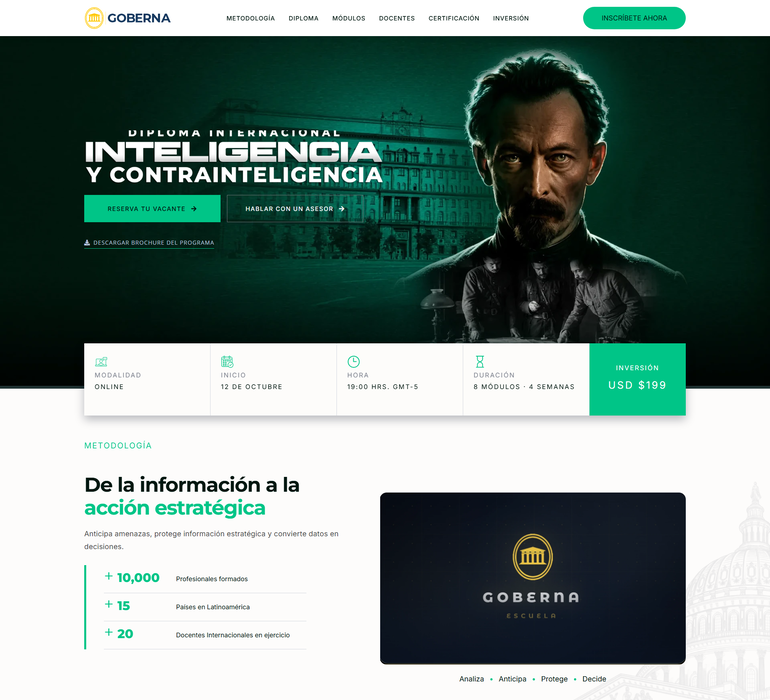 GOBERNA
METODOLOGÍA DIPLOMA MÓDULOS DOCENTES CERTIFICACIÓN INVERSIÓN
INSCRÍBETE AHORA
DIPLOMA INTERNACIONAL
INTELIGENCIA
Y CONTRAINTELIGENCIA
RESERVA TU VACANTE →
HABLAR CON UN ASESOR →
DESCARGAR BROCHURE DEL PROGRAMA
MODALIDAD
ONLINE
INICIO
12 DE OCTUBRE
HORA
19:00 HRS. GMT-5
DURACIÓN
8 MÓDULOS · 4 SEMANAS
INVERSIÓN
USD $199
METODOLOGÍA
De la información a la
acción estratégica
Anticipa amenazas, protege información estratégica y convierte datos en
decisiones.
+ 10,000 Profesionales formados
+ 15 Países en Latinoamérica
+ 20 Docentes Internacionales en ejercicio
GOBERNA
ESCUELA
Analiza • Anticipa • Protege • Decide